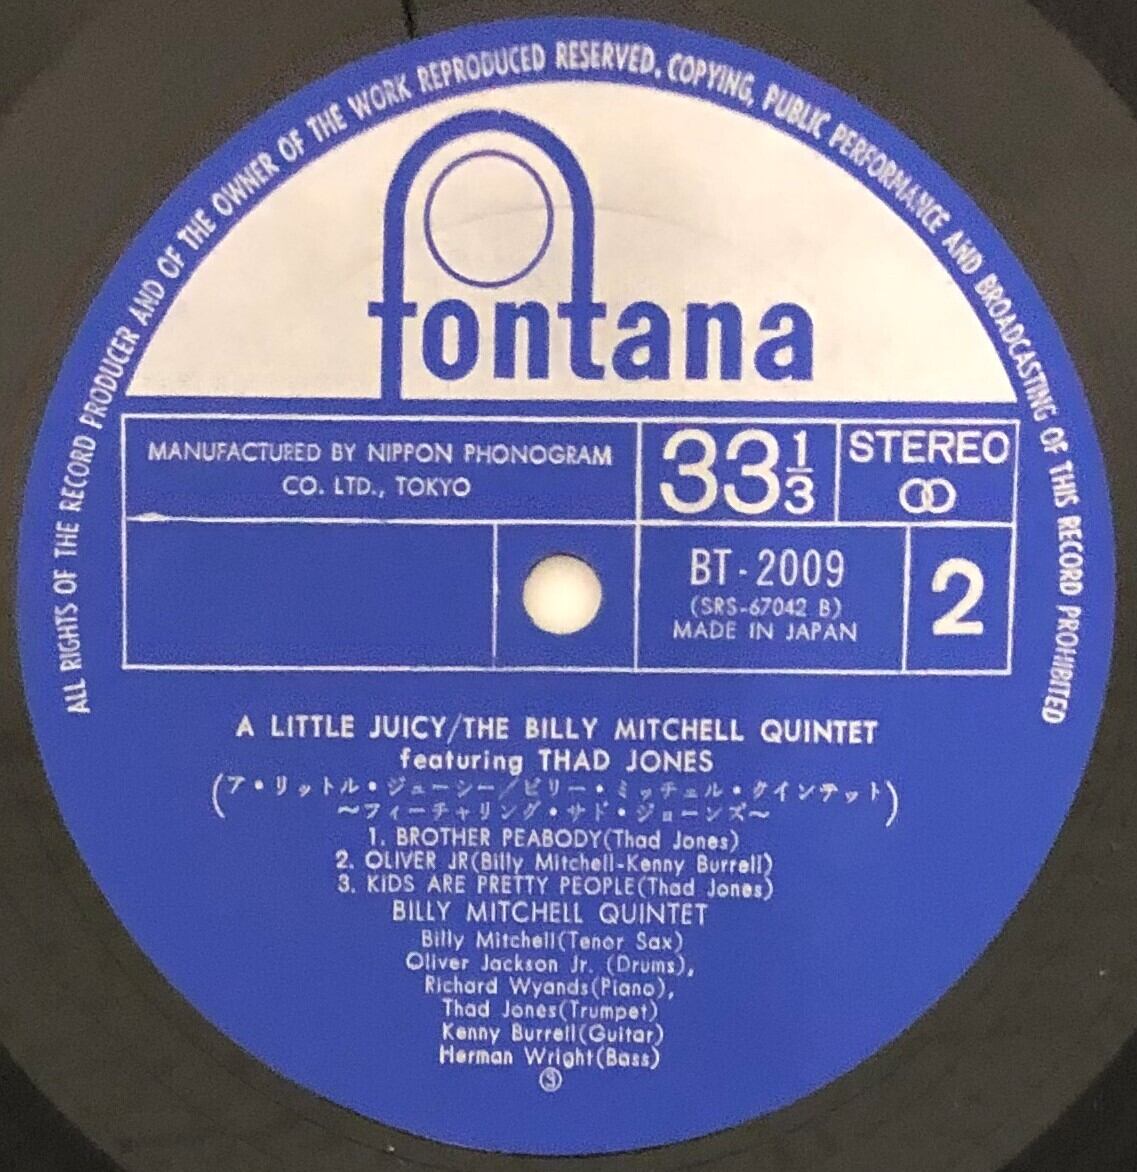 ALL RIGHTS OF THE RECORD PRODUCER AND OF THE OWNER OF THE WORK REPRODUCED RESERVED. COPYING, PUBLIC PERFORMANCE AND BROADCASTING OF THIS RECORD PROHIBITED
fontana
MANUFACTURED BY NIPPON PHONOGRAM
CO. LTD., TOKYO
33 1/3
STEREO
BT-2009
(SRS-67042 B)
MADE IN JAPAN
2
A LITTLE JUICY/THE BILLY MITCHELL QUINTET
featuring THAD JONES
(ア・リットル・ジューシー/ビリー・ミッチェル・クインテット
〜フィーチャリング・サド・ジョーンズ〜)
1. BROTHER PEABODY(Thad Jones)
2. OLIVER JR(Billy Mitchell-Kenny Burrell)
3. KIDS ARE PRETTY PEOPLE(Thad Jones)
BILLY MITCHELL QUINTET
Billy Mitchell(Tenor Sax)
Oliver Jackson Jr. (Drums),
Richard Wyands(Piano),
Thad Jones(Trumpet)
Kenny Burrell(Guitar)
Herman Wright(Bass)
③